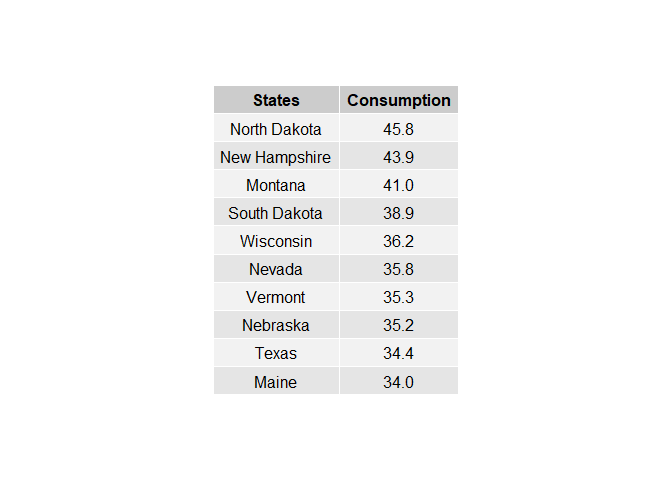 States Consumption
North Dakota 45.8
New Hampshire 43.9
Montana 41.0
South Dakota 38.9
Wisconsin 36.2
Nevada 35.8
Vermont 35.3
Nebraska 35.2
Texas 34.4
Maine 34.0